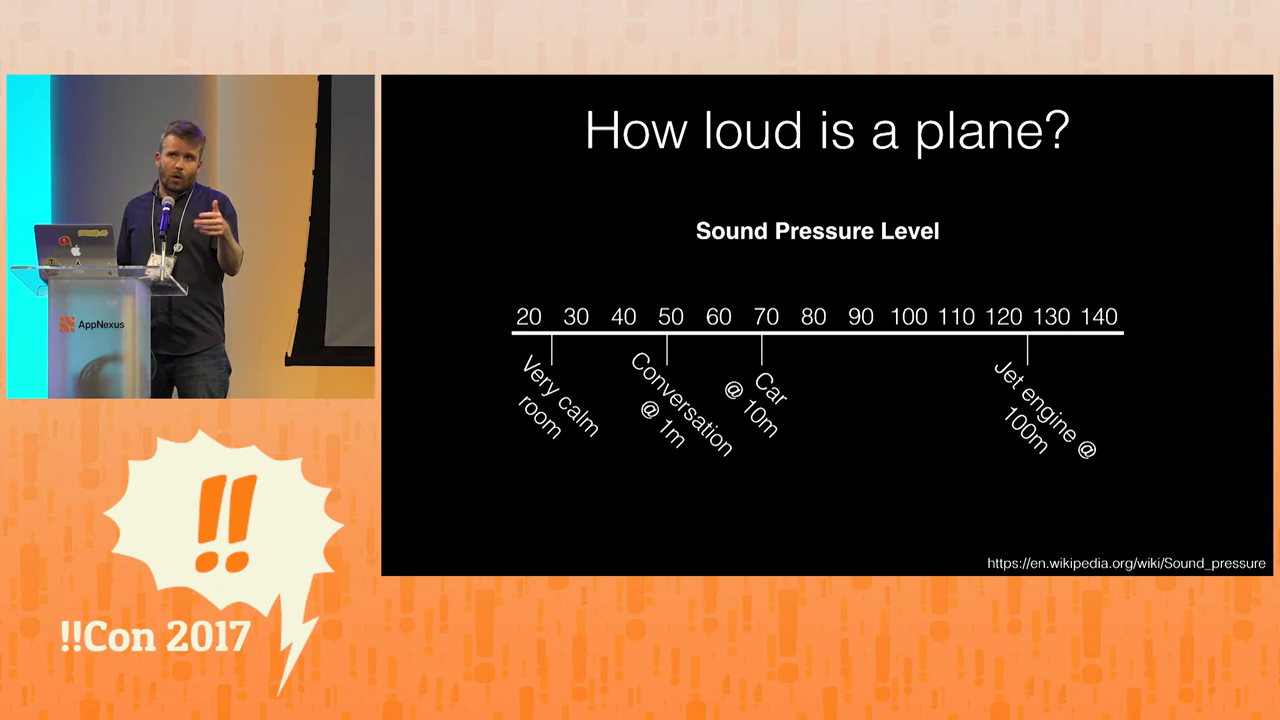 How loud is a plane?
Sound Pressure Level
20 30 40 50 60 70 80 90 100 110 120 130 140
Very calm
room
Conversation
@ 1m
Car
@ 10m
Jet engine @
100m
https://en.wikipedia.org/wiki/Sound_pressure
AppNexus
!!
!!Con 2017